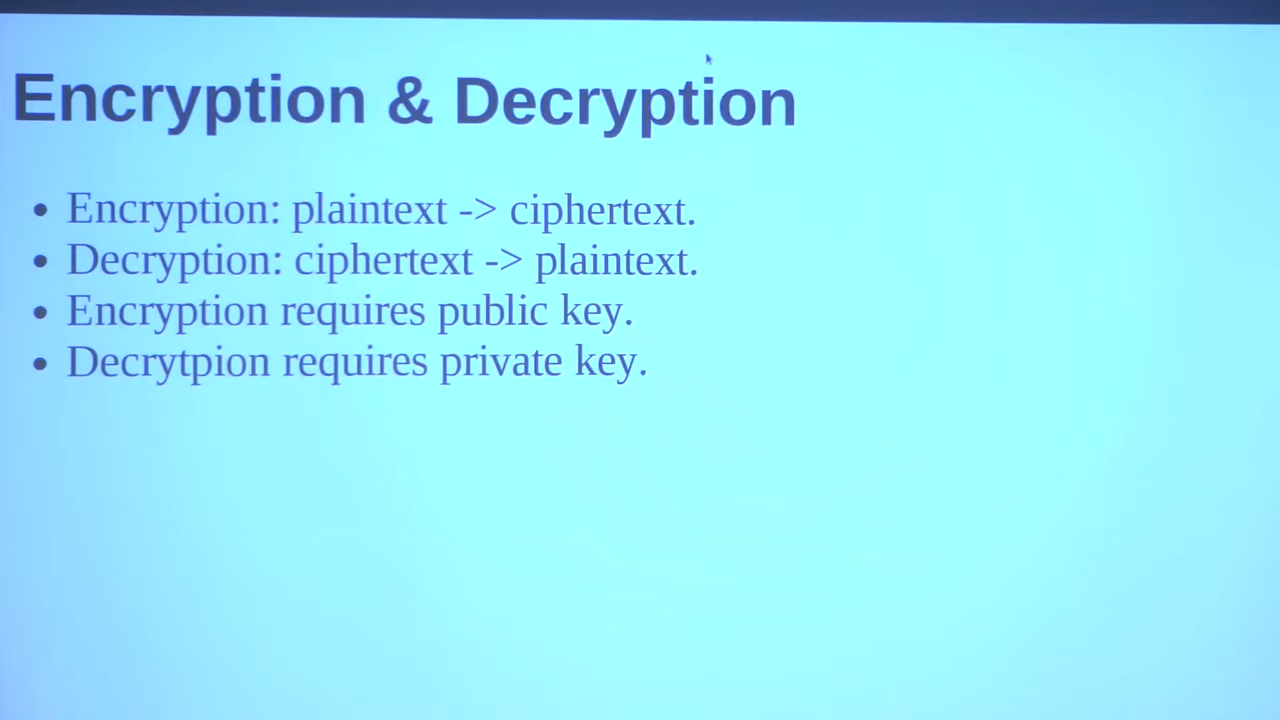 Encryption & Decryption
• Encryption: plaintext -> ciphertext.
• Decryption: ciphertext -> plaintext.
• Encryption requires public key.
• Decrytpion requires private key.